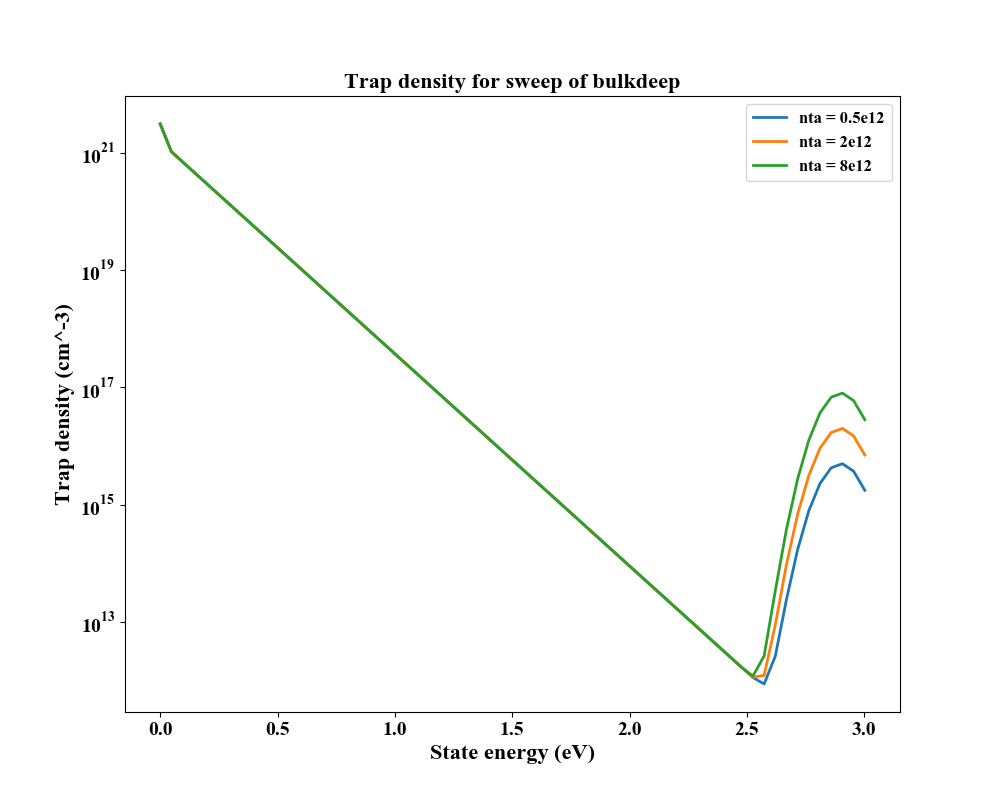 Trap density for sweep of bulkdeep
nta = 0.5e12
nta = 2e12
nta = 8e12
Trap density (cm^-3)
10^21
10^19
10^17
10^15
10^13
0.0 0.5 1.0 1.5 2.0 2.5 3.0
State energy (eV)